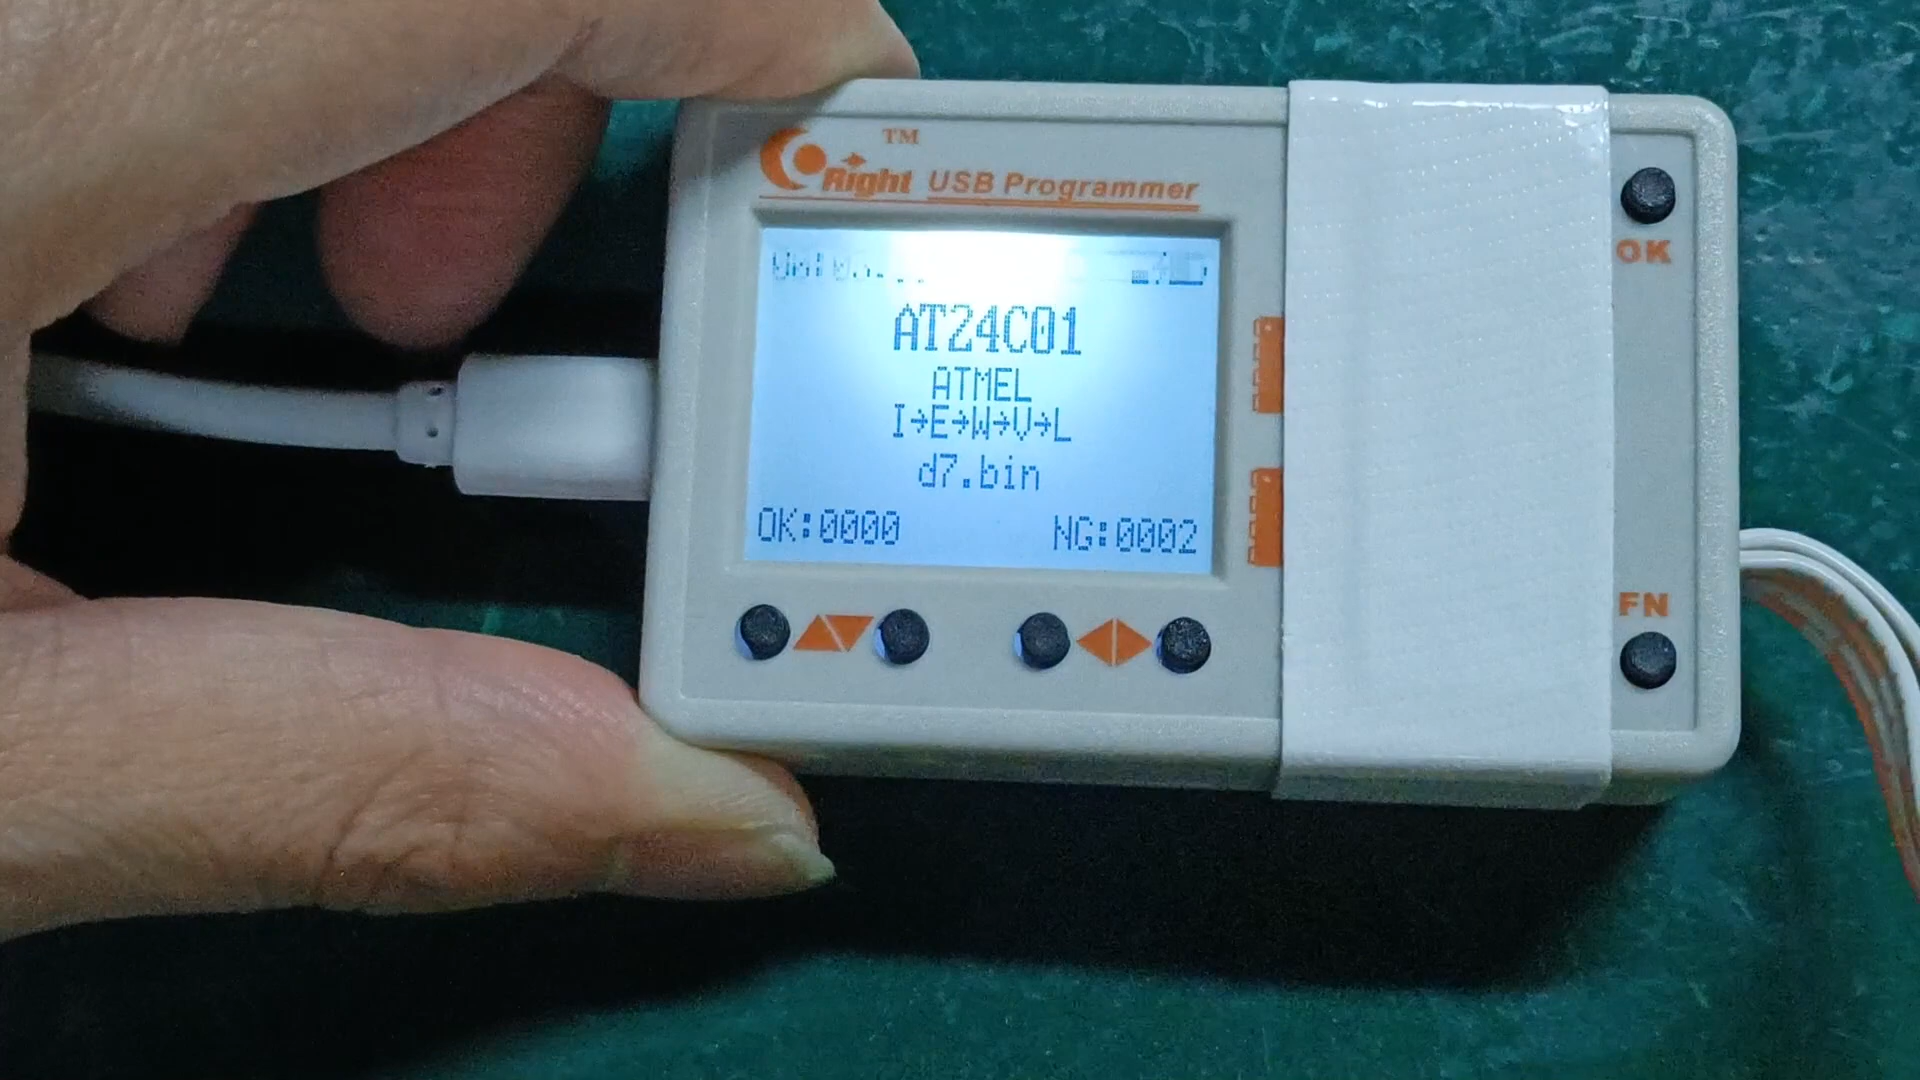 TM
Right USB Programmer
AT24C01
ATMEL
I→E→W→V→L
d7.bin
OK:0000 NG:0002
OK
FN